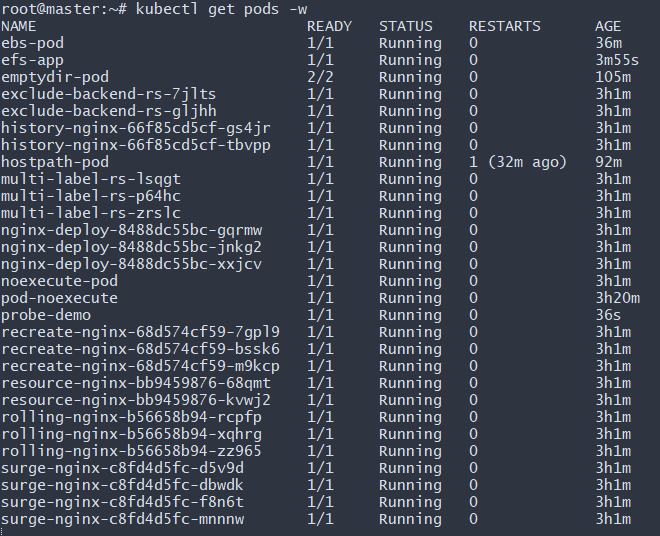 root@master:~# kubectl get pods -w
NAME READY STATUS RESTARTS AGE
ebs-pod 1/1 Running 0 36m
efs-app 1/1 Running 0 3m55s
emptydir-pod 2/2 Running 0 105m
exclude-backend-rs-7jlts 1/1 Running 0 3h1m
exclude-backend-rs-gljhh 1/1 Running 0 3h1m
history-nginx-66f85cd5cf-gs4jr 1/1 Running 0 3h1m
history-nginx-66f85cd5cf-tbvpp 1/1 Running 0 3h1m
hostpath-pod 1/1 Running 1 (32m ago) 92m
multi-label-rs-lsqgt 1/1 Running 0 3h1m
multi-label-rs-p64hc 1/1 Running 0 3h1m
multi-label-rs-zrslc 1/1 Running 0 3h1m
nginx-deploy-8488dc55bc-gqrmw 1/1 Running 0 3h1m
nginx-deploy-8488dc55bc-jnkg2 1/1 Running 0 3h1m
nginx-deploy-8488dc55bc-xxjcv 1/1 Running 0 3h1m
noexecute-pod 1/1 Running 0 3h1m
pod-noexecute 1/1 Running 0 3h20m
probe-demo 1/1 Running 0 36s
recreate-nginx-68d574cf59-7gpl9 1/1 Running 0 3h1m
recreate-nginx-68d574cf59-bssk6 1/1 Running 0 3h1m
recreate-nginx-68d574cf59-m9kcp 1/1 Running 0 3h1m
resource-nginx-bb9459876-68qmt 1/1 Running 0 3h1m
resource-nginx-bb9459876-kvwj2 1/1 Running 0 3h1m
rolling-nginx-b56658b94-rcpfp 1/1 Running 0 3h1m
rolling-nginx-b56658b94-xqhrg 1/1 Running 0 3h1m
rolling-nginx-b56658b94-zz965 1/1 Running 0 3h1m
surge-nginx-c8fd4d5fc-d5v9d 1/1 Running 0 3h1m
surge-nginx-c8fd4d5fc-dbwdk 1/1 Running 0 3h1m
surge-nginx-c8fd4d5fc-f8n6t 1/1 Running 0 3h1m
surge-nginx-c8fd4d5fc-mnnnw 1/1 Running 0 3h1m